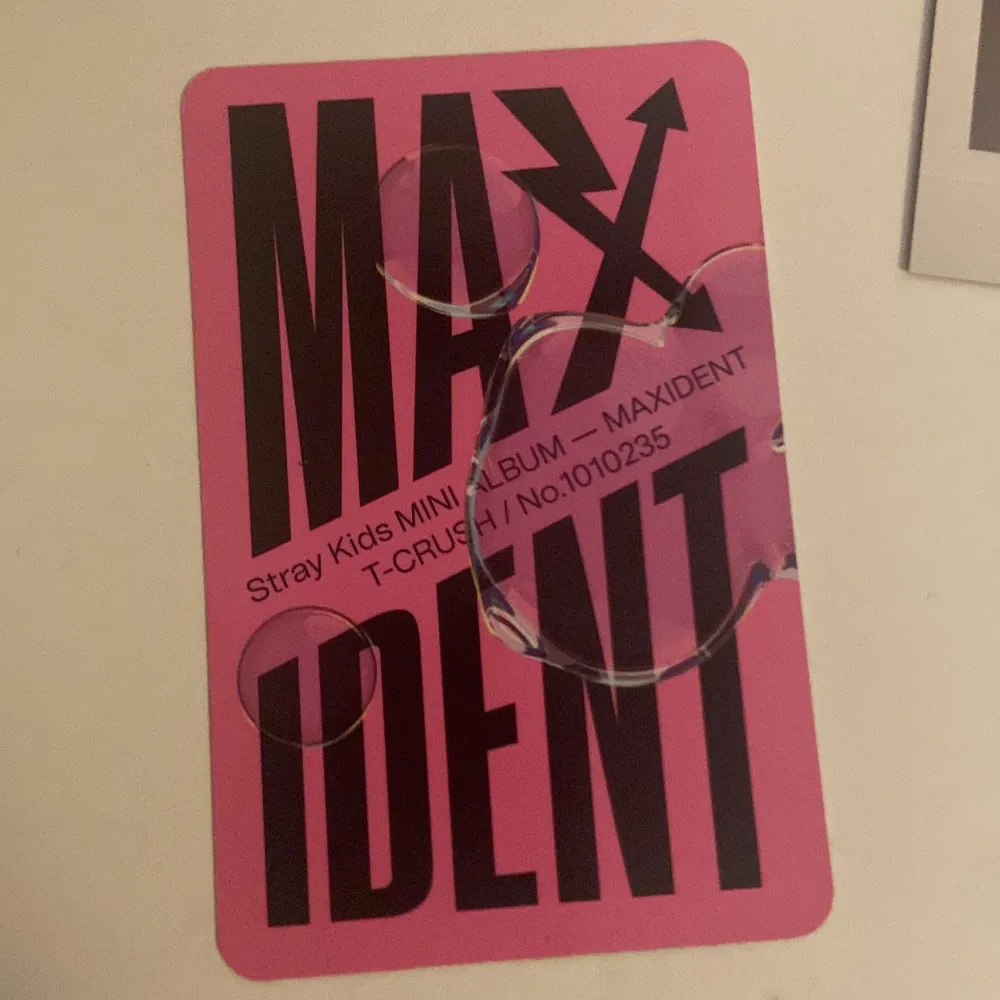 MAX
Stray Kids MINI ALBUM — MAXIDENT
T-CRUSH / No.1010235
IDENT